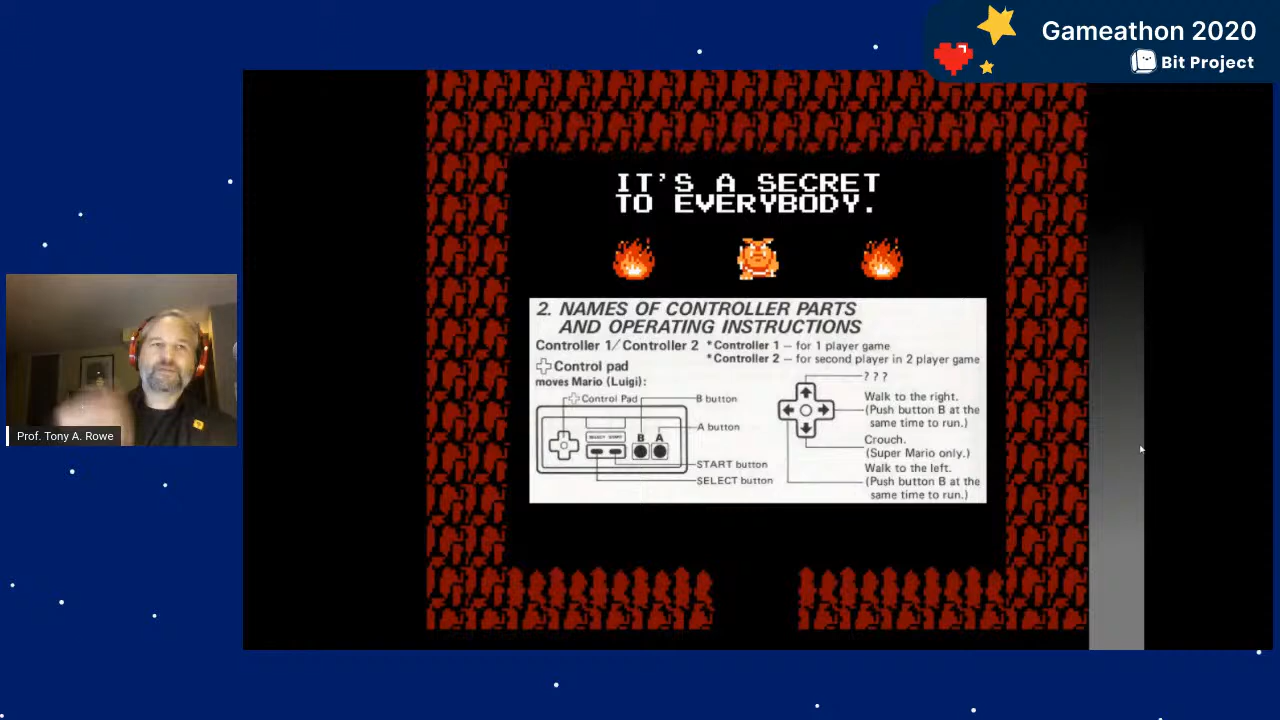 Gameathon 2020
Bit Project
IT'S A SECRET
TO EVERYBODY.
2. NAMES OF CONTROLLER PARTS
AND OPERATING INSTRUCTIONS
Controller 1/Controller 2 *Controller 1 – for 1 player game
*Controller 2 – for second player in 2 player game
Control pad
moves Mario (Luigi):
Control Pad
B button
A button
START button
SELECT button
SELECT START
B A
? ? ?
Walk to the right.
(Push button B at the
same time to run.)
Crouch.
(Super Mario only.)
Walk to the left.
(Push button B at the
same time to run.)
Prof. Tony A. Rowe